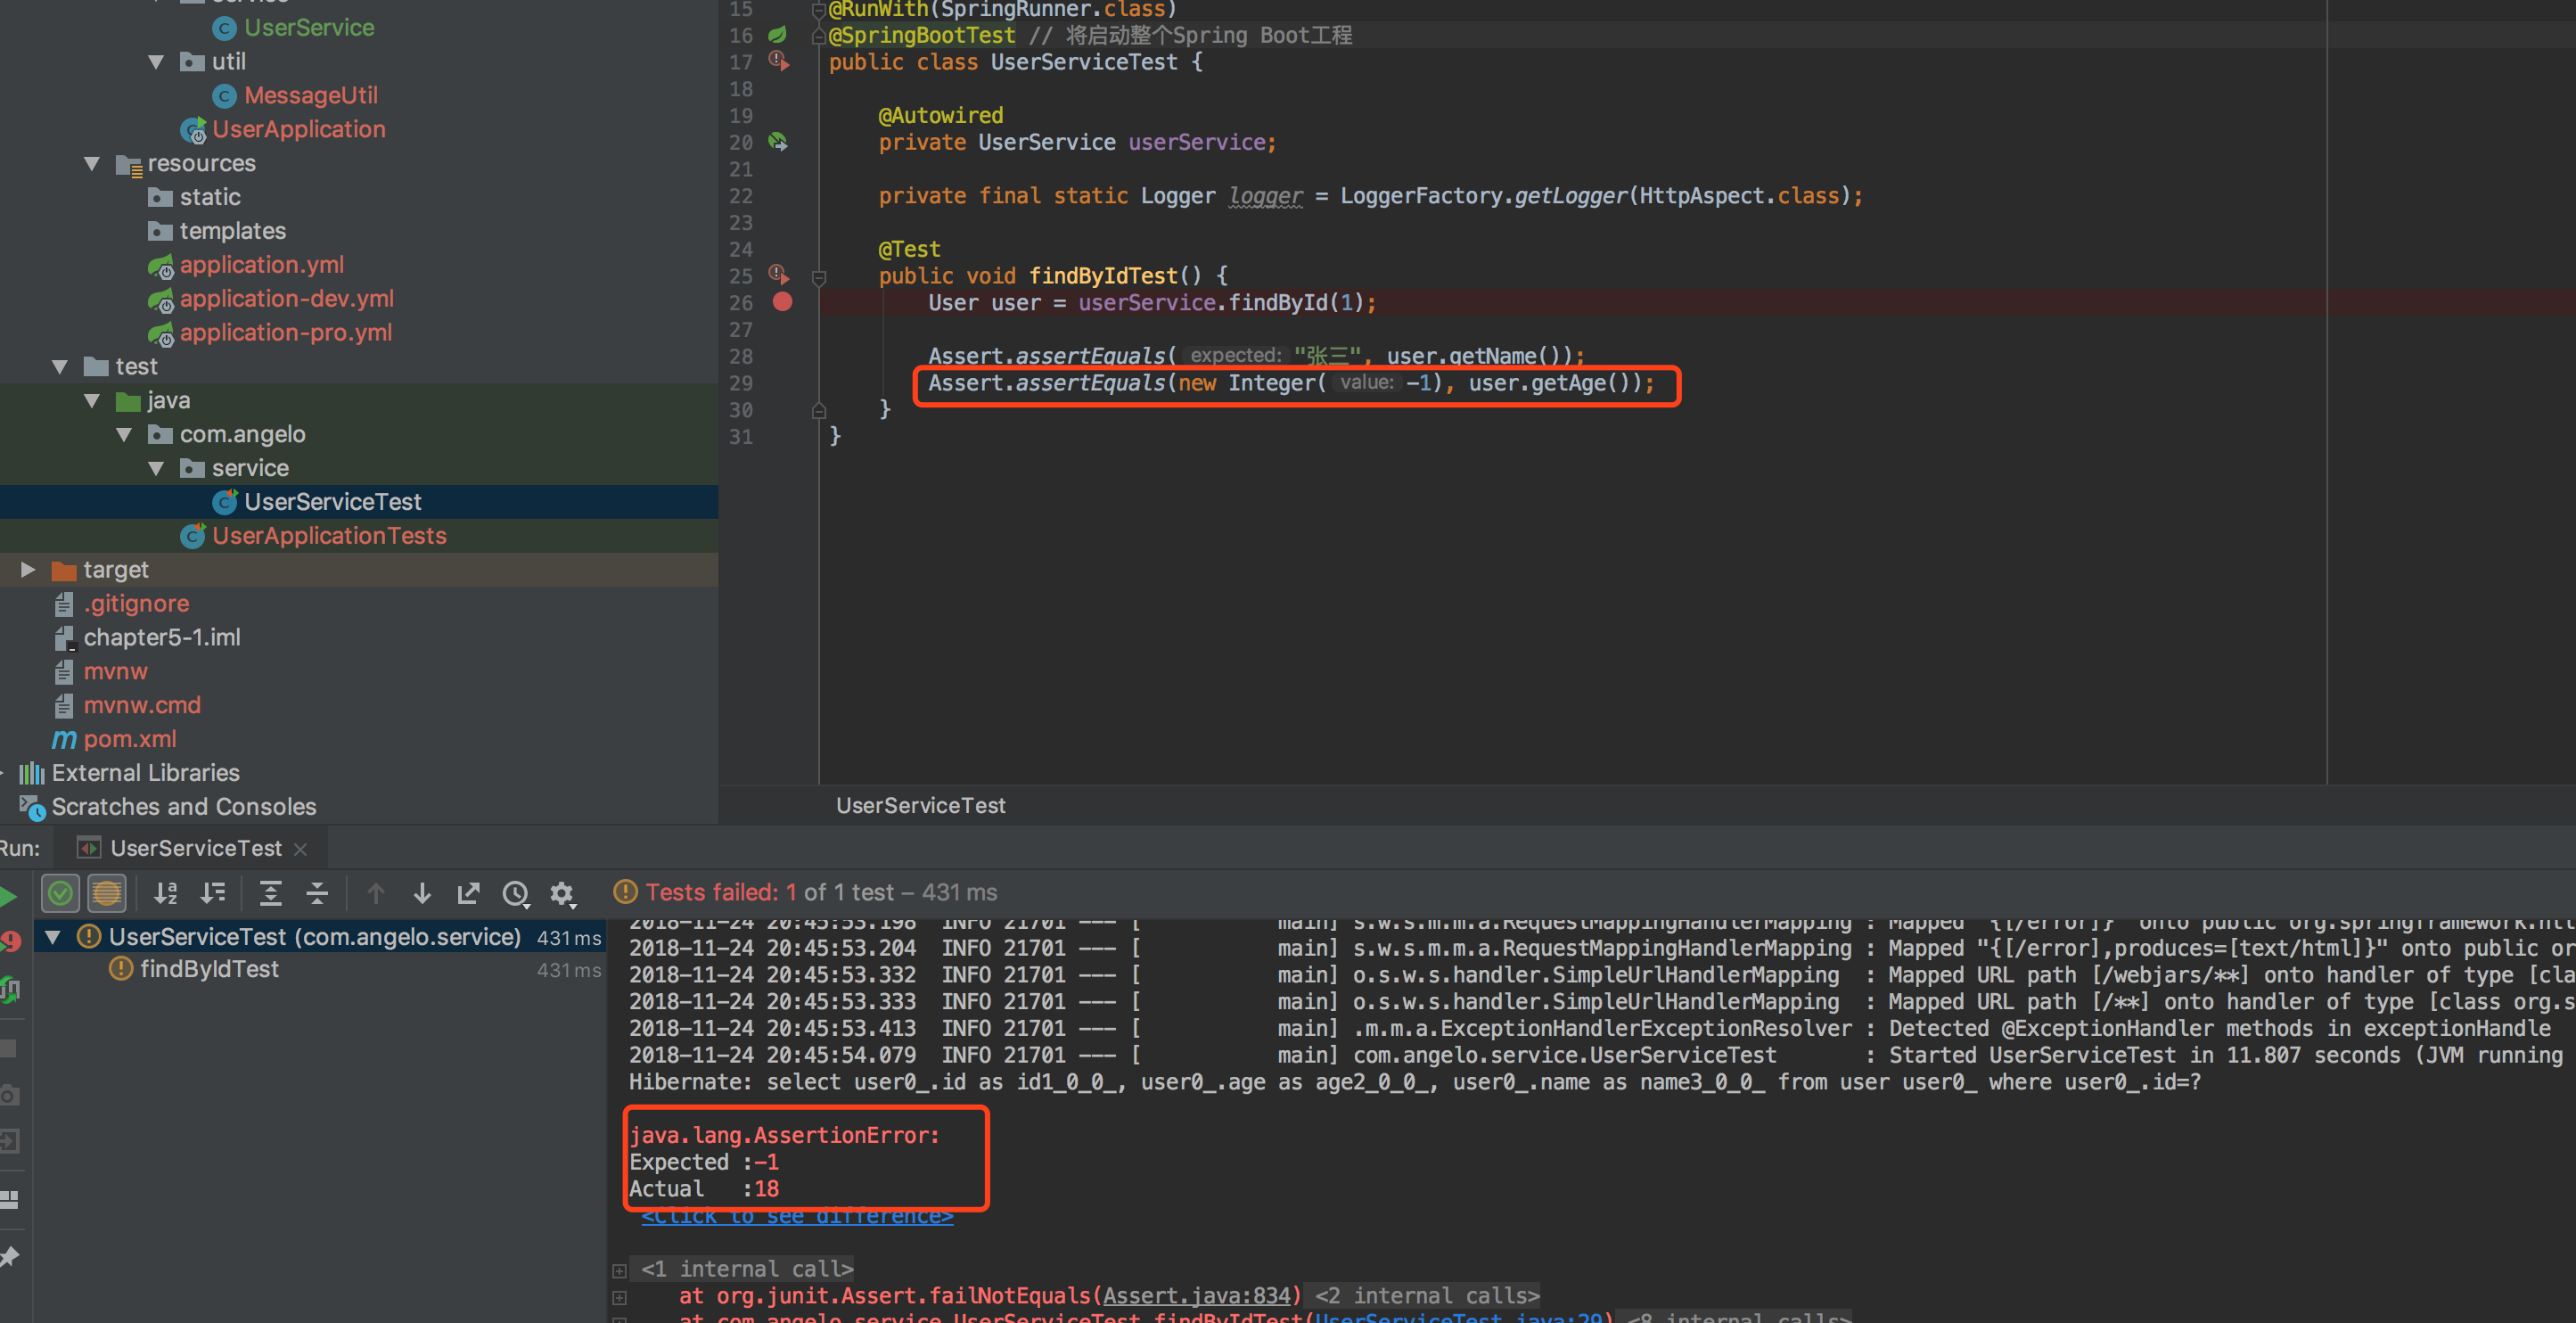 service
UserService
util
MessageUtil
UserApplication
resources
static
templates
application.yml
application-dev.yml
application-pro.yml
test
java
com.angelo
service
UserServiceTest
UserApplicationTests
target
.gitignore
chapter5-1.iml
mvnw
mvnw.cmd
pom.xml
External Libraries
Scratches and Consoles
15 @RunWith(SpringRunner.class)
16 @SpringBootTest // 将启动整个Spring Boot工程
17 public class UserServiceTest {
18
19 @Autowired
20 private UserService userService;
21
22 private final static Logger logger = LoggerFactory.getLogger(HttpAspect.class);
23
24 @Test
25 public void findByIdTest() {
26 User user = userService.findById(1);
27
28 Assert.assertEquals( expected: "张三", user.getName());
29 Assert.assertEquals(new Integer( value: -1), user.getAge());
30 }
31 }
UserServiceTest
Run: UserServiceTest
Tests failed: 1 of 1 test – 431 ms
UserServiceTest (com.angelo.service) 431 ms
findByIdTest 431 ms
2018-11-24 20:45:53.198 INFO 21701 --- [ main] s.w.s.m.m.a.RequestMappingHandlerMapping : Mapped "{[/error]}" onto public org.springframework.htt
2018-11-24 20:45:53.204 INFO 21701 --- [ main] s.w.s.m.m.a.RequestMappingHandlerMapping : Mapped "{[/error],produces=[text/html]}" onto public or
2018-11-24 20:45:53.332 INFO 21701 --- [ main] o.s.w.s.handler.SimpleUrlHandlerMapping : Mapped URL path [/webjars/**] onto handler of type [cla
2018-11-24 20:45:53.333 INFO 21701 --- [ main] o.s.w.s.handler.SimpleUrlHandlerMapping : Mapped URL path [/**] onto handler of type [class org.s
2018-11-24 20:45:53.413 INFO 21701 --- [ main] .m.m.a.ExceptionHandlerExceptionResolver : Detected @ExceptionHandler methods in exceptionHandle
2018-11-24 20:45:54.079 INFO 21701 --- [ main] com.angelo.service.UserServiceTest : Started UserServiceTest in 11.807 seconds (JVM running
Hibernate: select user0_.id as id1_0_0_, user0_.age as age2_0_0_, user0_.name as name3_0_0_ from user user0_ where user0_.id=?
java.lang.AssertionError:
Expected :-1
Actual :18
<Click to see difference>
<1 internal call>
at org.junit.Assert.failNotEquals(Assert.java:834) <2 internal calls>
at com.angelo.service.UserServiceTest.findByIdTest(UserServiceTest.java:29) <8 internal calls>